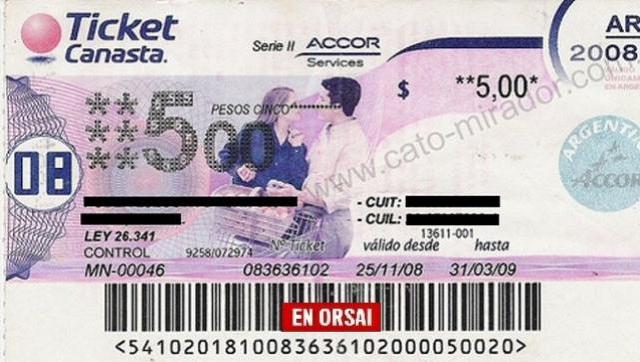 Ticket
Canasta.
Serie II ACCOR
Services
AR
2008
$ **5,00*
**5,00
PESOS CINCO
www.cato-mirador.com
08
ARGENTINA
ACCOR
- CUIT:
- CUIL:
13611-001
LEY 26.341
CONTROL 9258/072974 Nº Ticket válido desde hasta
MN-00046 083636102 25/11/08 31/03/09
EN ORSAI
<5410201810083636102000050020>